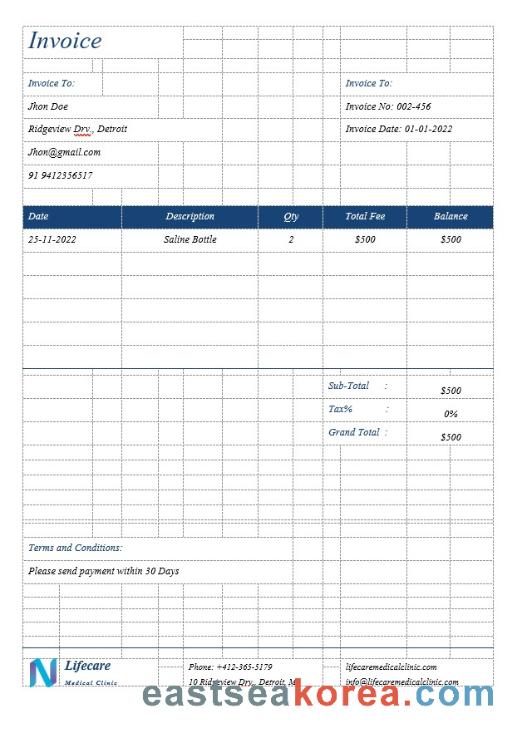 Invoice
Invoice To: Invoice To:
Jhon Doe Invoice No: 002-456
Ridgeview Drv., Detroit Invoice Date: 01-01-2022
Jhon@gmail.com
91 9412356517
Date Description Qty Total Fee Balance
25-11-2022 Saline Bottle 2 $500 $500
Sub-Total : $500
Tax% : 0%
Grand Total : $500
Terms and Conditions:
Please send payment within 30 Days
Lifecare Phone: +412-365-5179 lifecaremedicalclinic.com
Medical Clinic 10 Ridgeview Drv., Detroit, info@lifecaremedicalclinic.com
eastseakorea.com